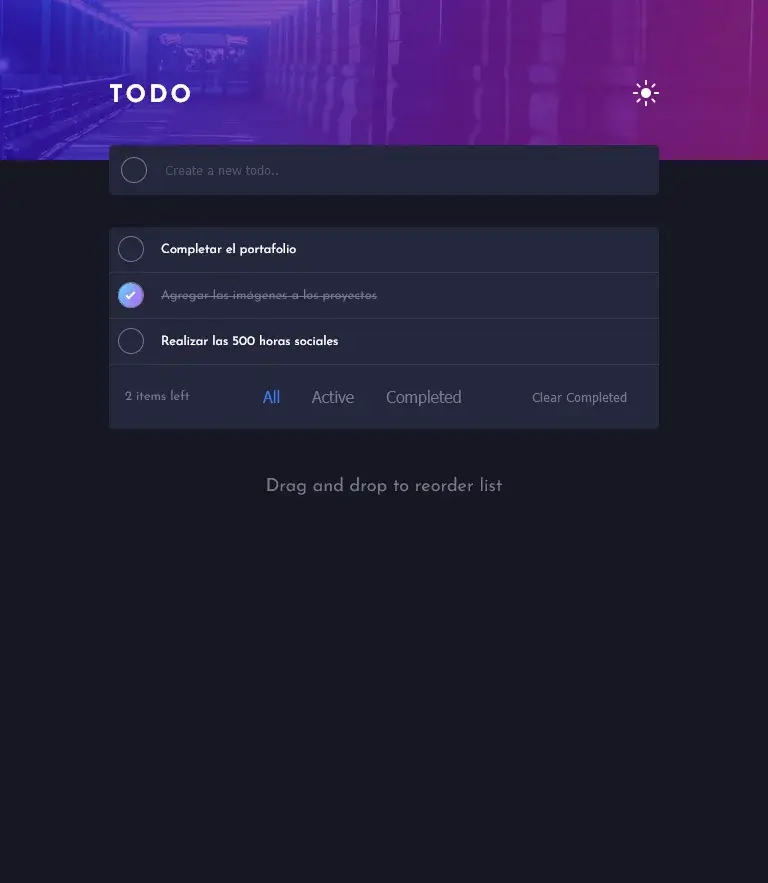 TODO
Create a new todo..
Completar el portafolio
Agregar las imágenes a los proyectos
Realizar las 500 horas sociales
2 items left All Active Completed Clear Completed
Drag and drop to reorder list